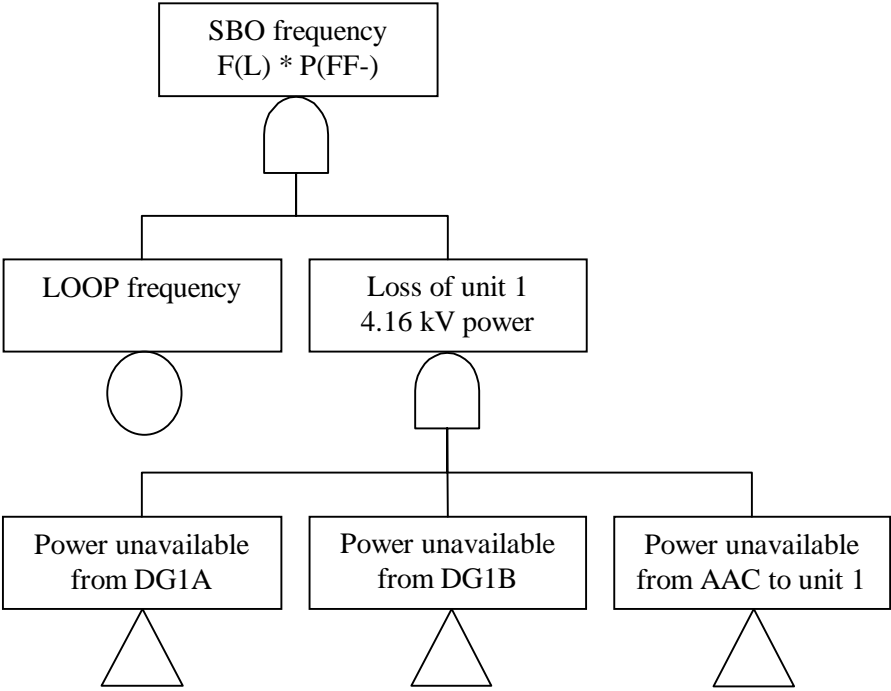 SBO frequency
F(L) * P(FF-)
LOOP frequency
Loss of unit 1
4.16 kV power
Power unavailable
from DG1A
Power unavailable
from DG1B
Power unavailable
from AAC to unit 1